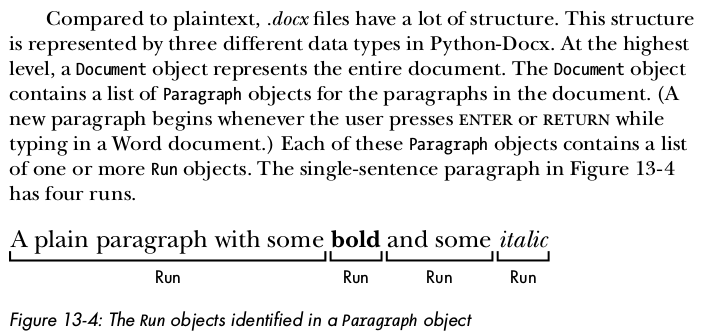 Compared to plaintext, .docx files have a lot of structure. This structure
is represented by three different data types in Python-Docx. At the highest
level, a Document object represents the entire document. The Document object
contains a list of Paragraph objects for the paragraphs in the document. (A
new paragraph begins whenever the user presses ENTER or RETURN while
typing in a Word document.) Each of these Paragraph objects contains a list
of one or more Run objects. The single-sentence paragraph in Figure 13-4
has four runs.
A plain paragraph with some bold and some italic
Run Run Run Run
Figure 13-4: The Run objects identified in a Paragraph object